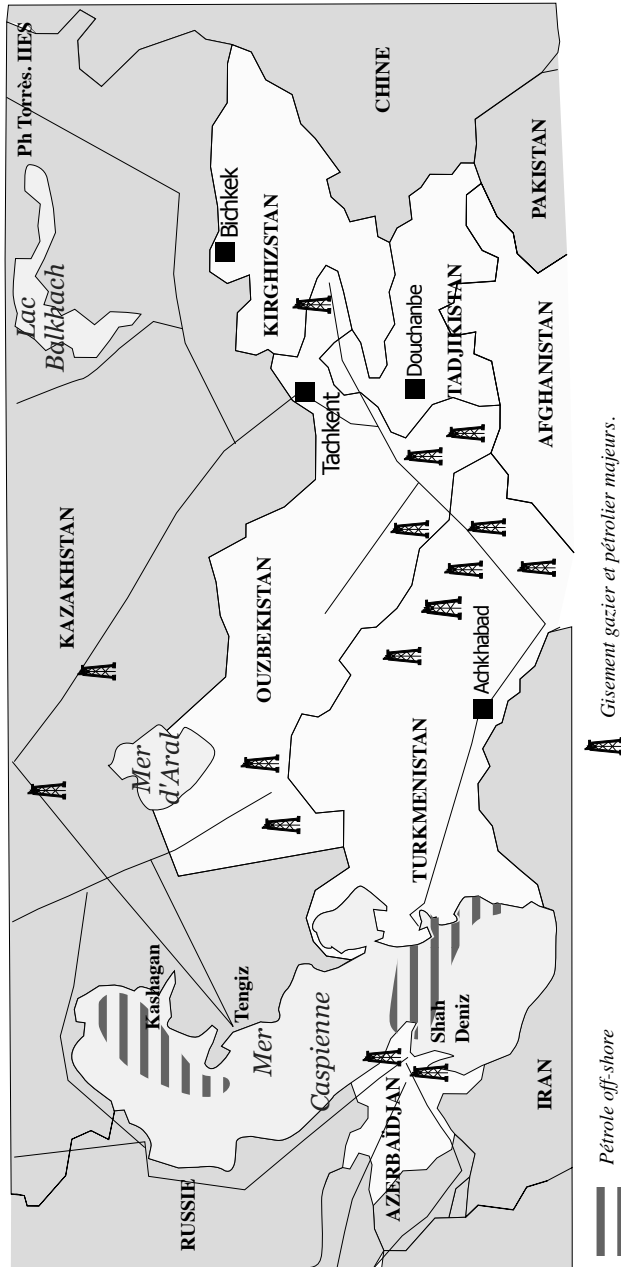 Ph Torrès. IIES
Lac
Balkhach
KAZAKHSTAN
RUSSIE
Kashagan
Tengiz
Mer
d'Aral
Bichkek
CHINE
KIRGHIZSTAN
Tachkent
OUZBEKISTAN
Mer
Caspienne
Douchanbe
TADJIKISTAN
PAKISTAN
TURKMENISTAN
Achkhabad
AFGHANISTAN
Shah
Deniz
AZERBAÏDJAN
IRAN
Pétrole off-shore
Gisement gazier et pétrolier majeurs.